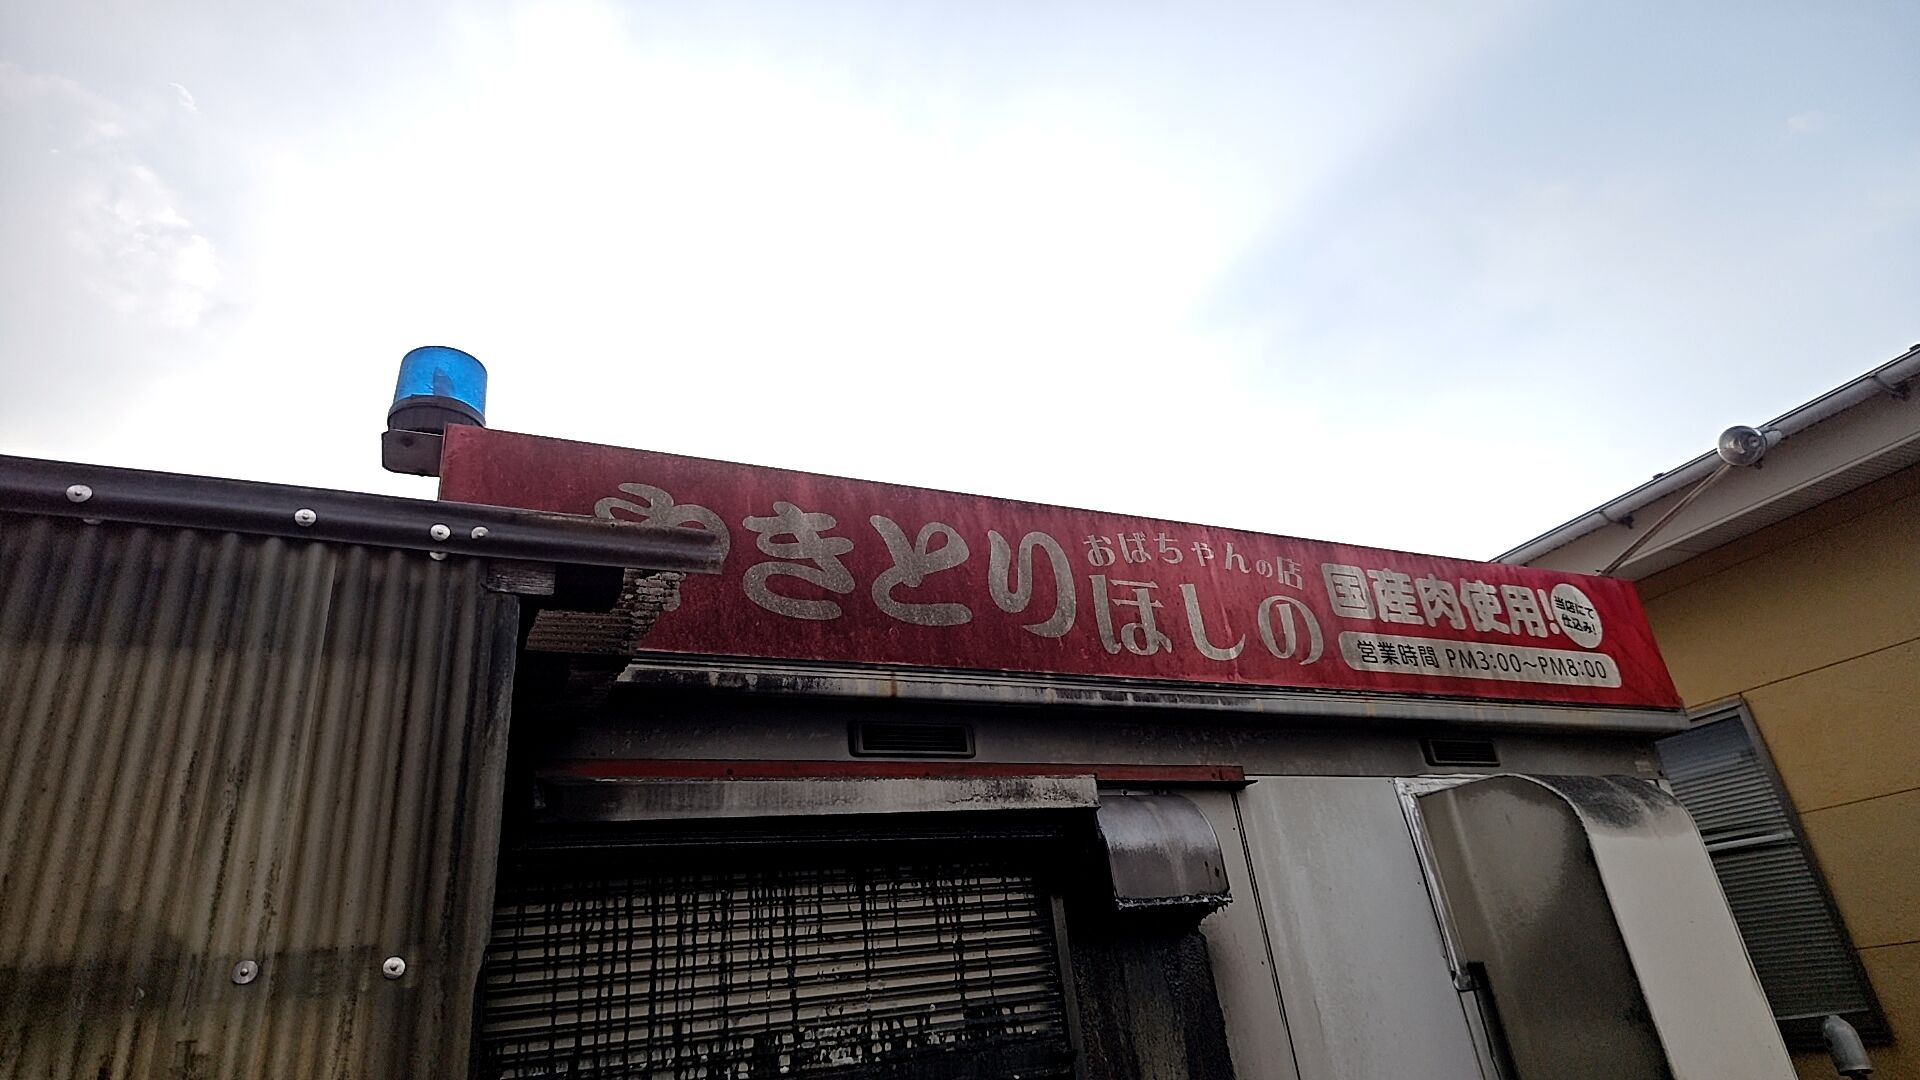 やきとり
おばちゃんの店
ほしの
国産肉使用!
当店にて
仕込み!
営業時間 PM3:00〜PM8:00